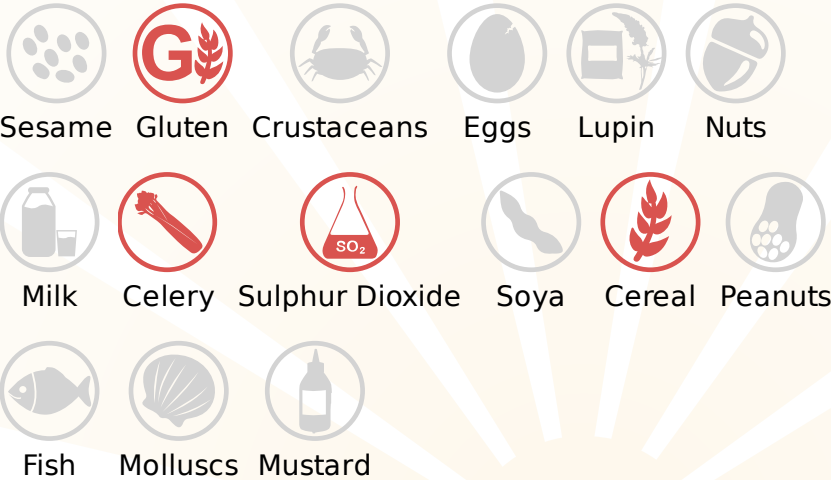 G
Sesame Gluten Crustaceans Eggs Lupin Nuts
SO₂
Milk Celery Sulphur Dioxide Soya Cereal Peanuts
Fish Molluscs Mustard